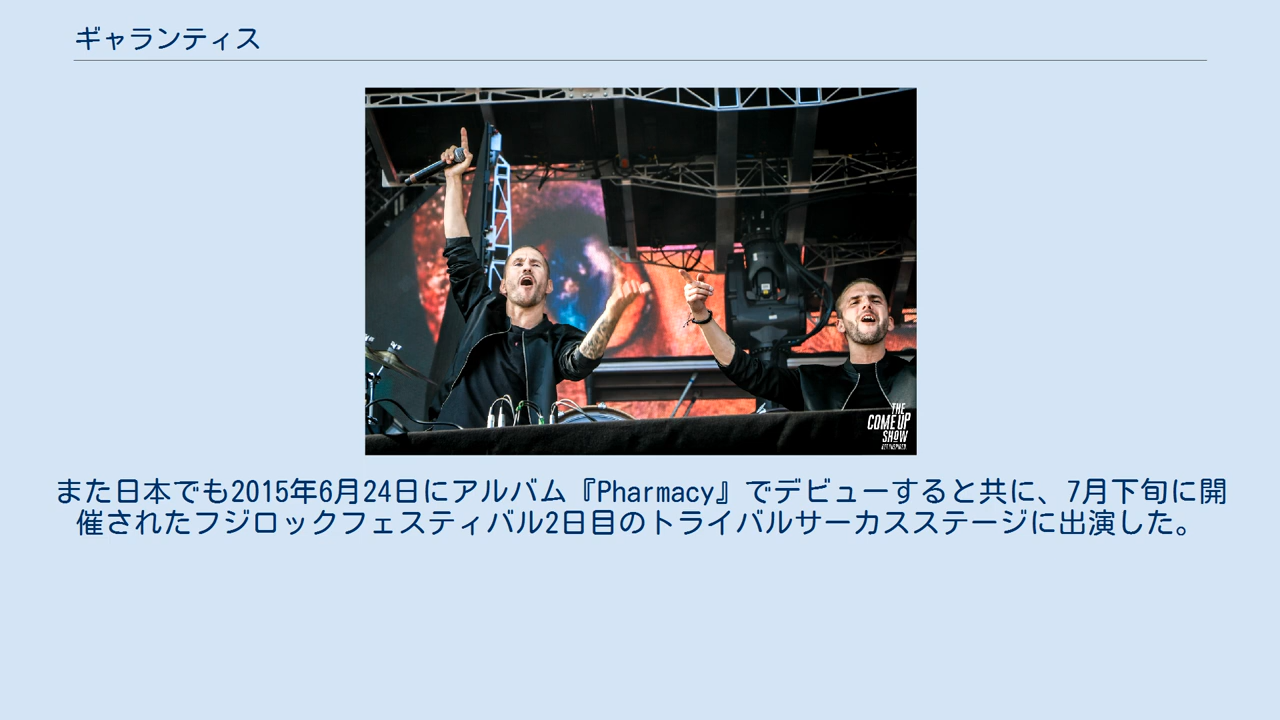 ギャランティス
THE
COME UP
SHOW
また日本でも2015年6月24日にアルバム『Pharmacy』でデビューすると共に、7月下旬に開
催されたフジロックフェスティバル2日目のトライバルサーカスステージに出演した。